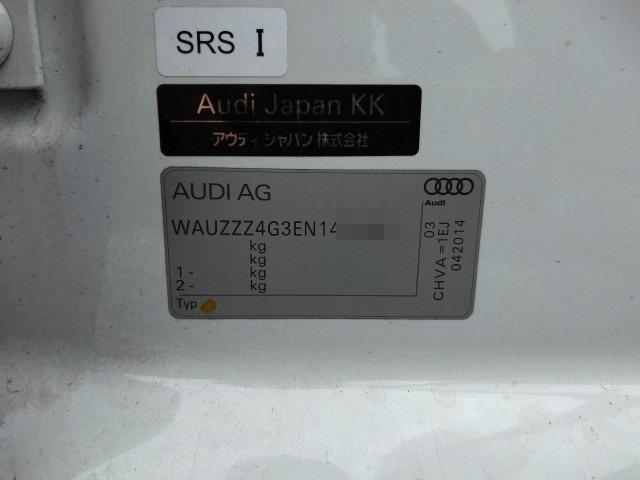 SRS I
Audi Japan KK
アウディ ジャパン 株式会社
AUDI AG
Audi
WAUZZZ4G3EN14
kg
kg
1 - kg
2 - kg
Typ
03
CHVA =1EJ
042014